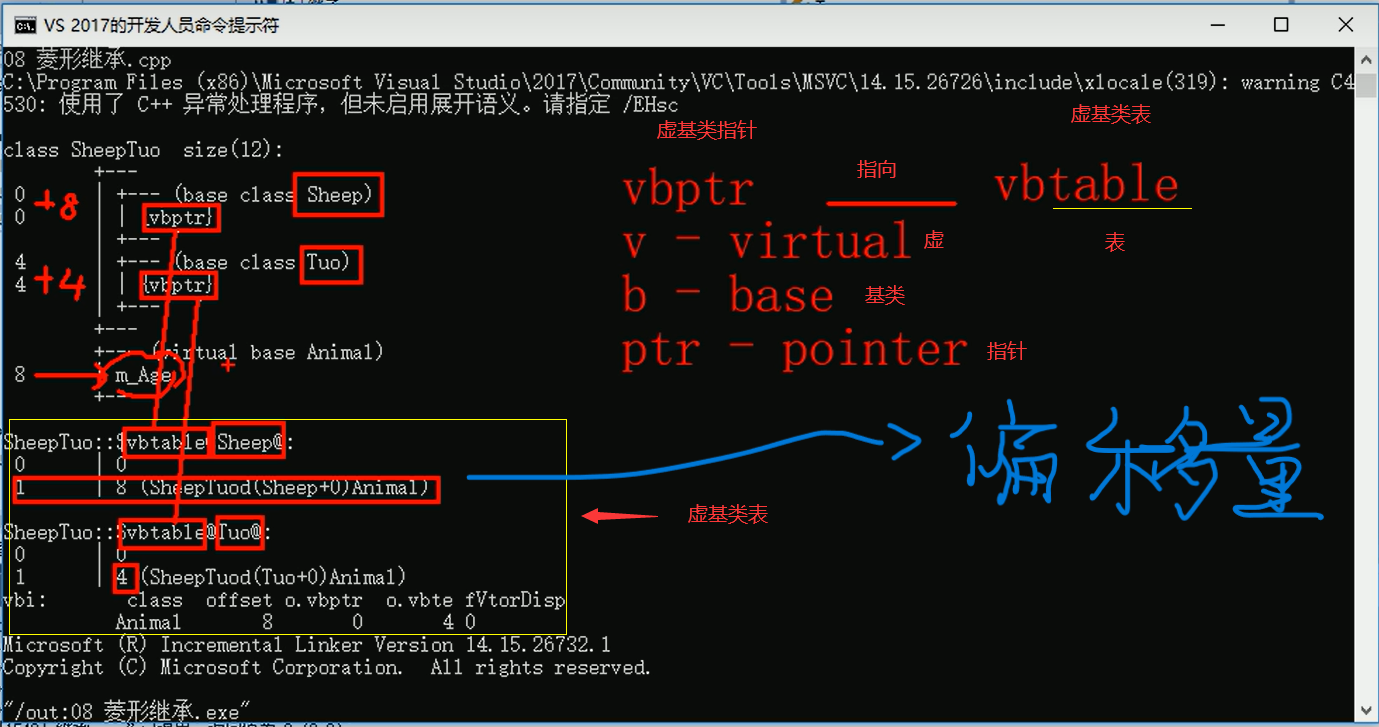 VS 2017的开发人员命令提示符
08 菱形继承.cpp
C:\Program Files (x86)\Microsoft Visual Studio\2017\Community\VC\Tools\MSVC\14.15.26726\include\xlocale(319): warning C4
530: 使用了 C++ 异常处理程序，但未启用展开语义。请指定 /EHsc
虚基类指针
虚基类表
class SheepTuo  size(12):
+---
指向
0 +8 | +--- (base class Sheep)
0 | | {vbptr}
| +---
4 | +--- (base class Tuo)
4 +4 | | {vbptr}
| +---
+---
+--- (virtual base Animal)
8 | m_Age
+---
+
vbptr
vbtable
v - virtual
虚
表
b - base
基类
ptr - pointer
指针
偏移量
SheepTuo::$vbtable@Sheep@:
0 | 0
1 | 8 (SheepTuod(Sheep+0)Animal)
虚基类表
SheepTuo::$vbtable@Tuo@:
0 | 0
1 | 4 (SheepTuod(Tuo+0)Animal)
vbi: class offset o.vbptr o.vbte fVtorDisp
Animal 8 0 4 0
Microsoft (R) Incremental Linker Version 14.15.26732.1
Copyright (C) Microsoft Corporation.  All rights reserved.
"/out:08 菱形继承.exe"